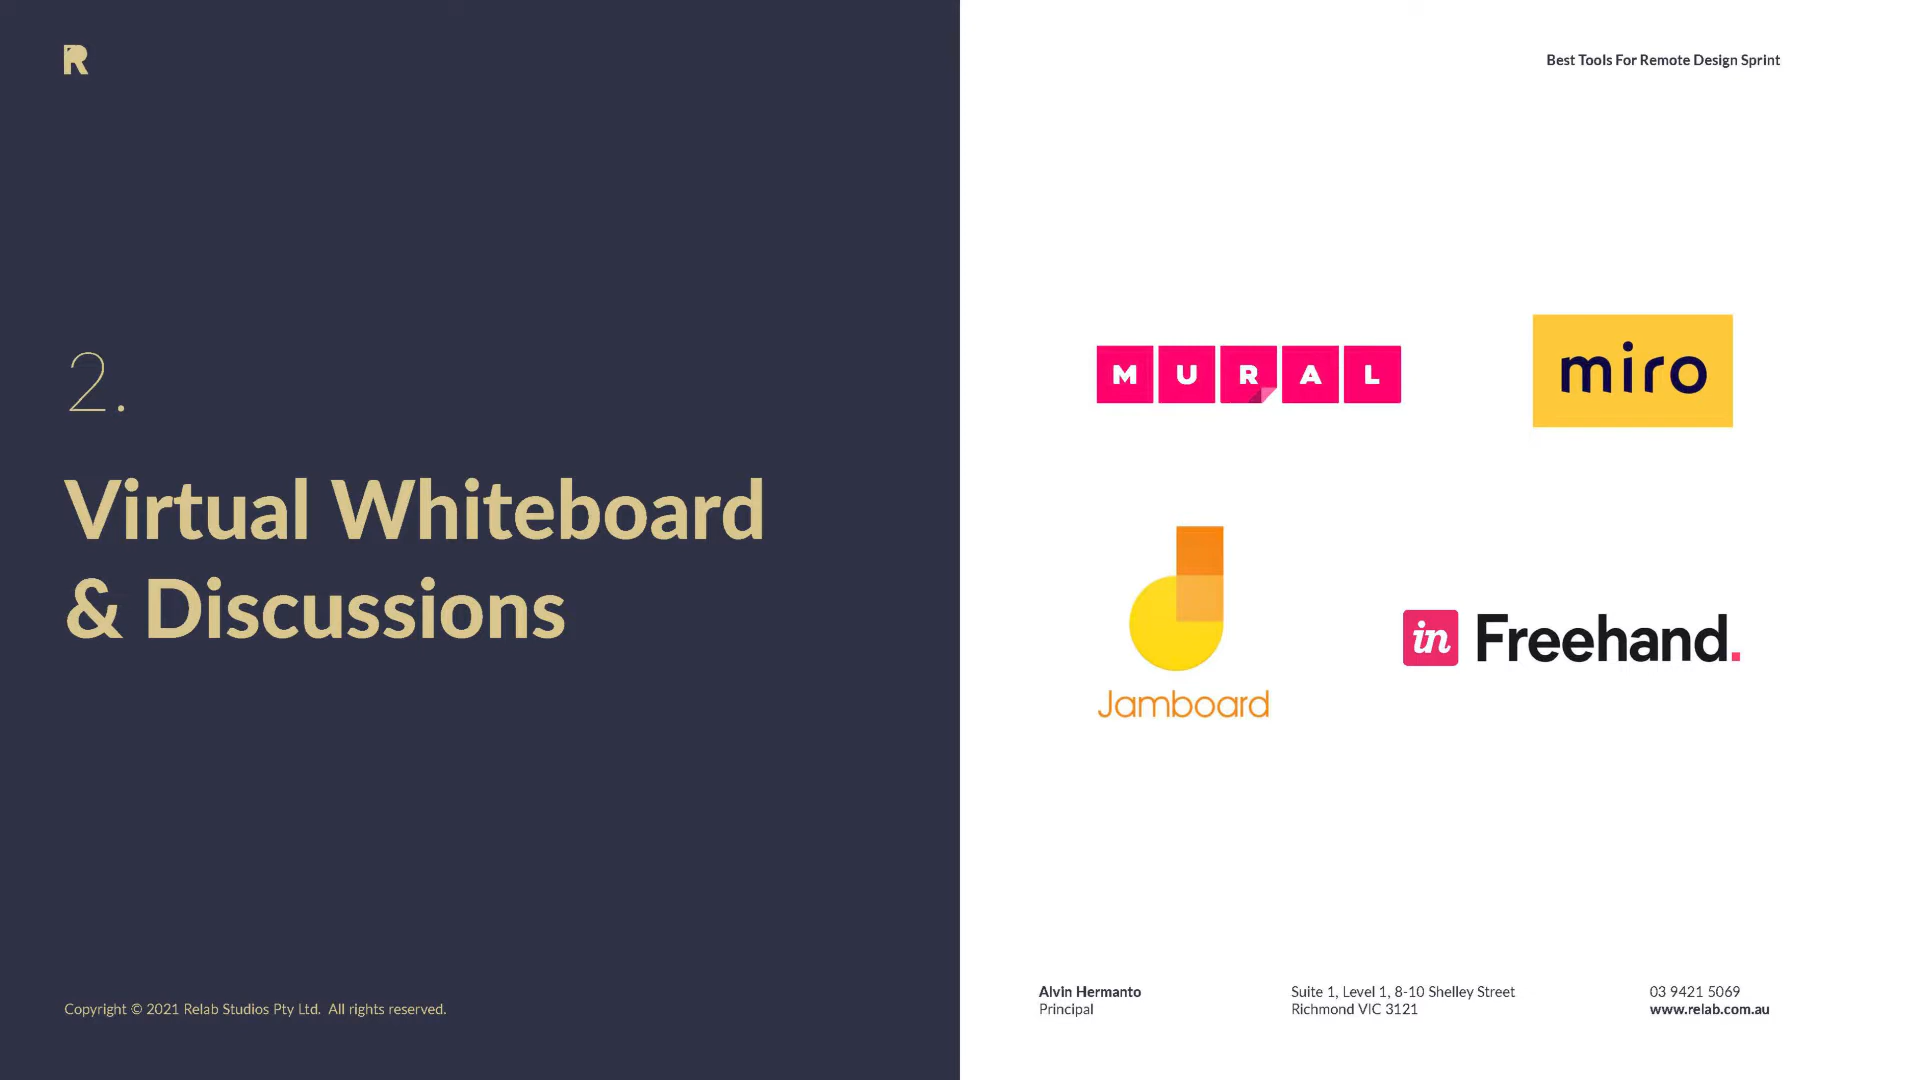 R
Best Tools For Remote Design Sprint
2.
Virtual Whiteboard
& Discussions
MURAL
miro
Jamboard
in Freehand.
Copyright © 2021 Relab Studios Pty Ltd. All rights reserved.
Alvin Hermanto
Principal
Suite 1, Level 1, 8-10 Shelley Street
Richmond VIC 3121
03 9421 5069
www.relab.com.au